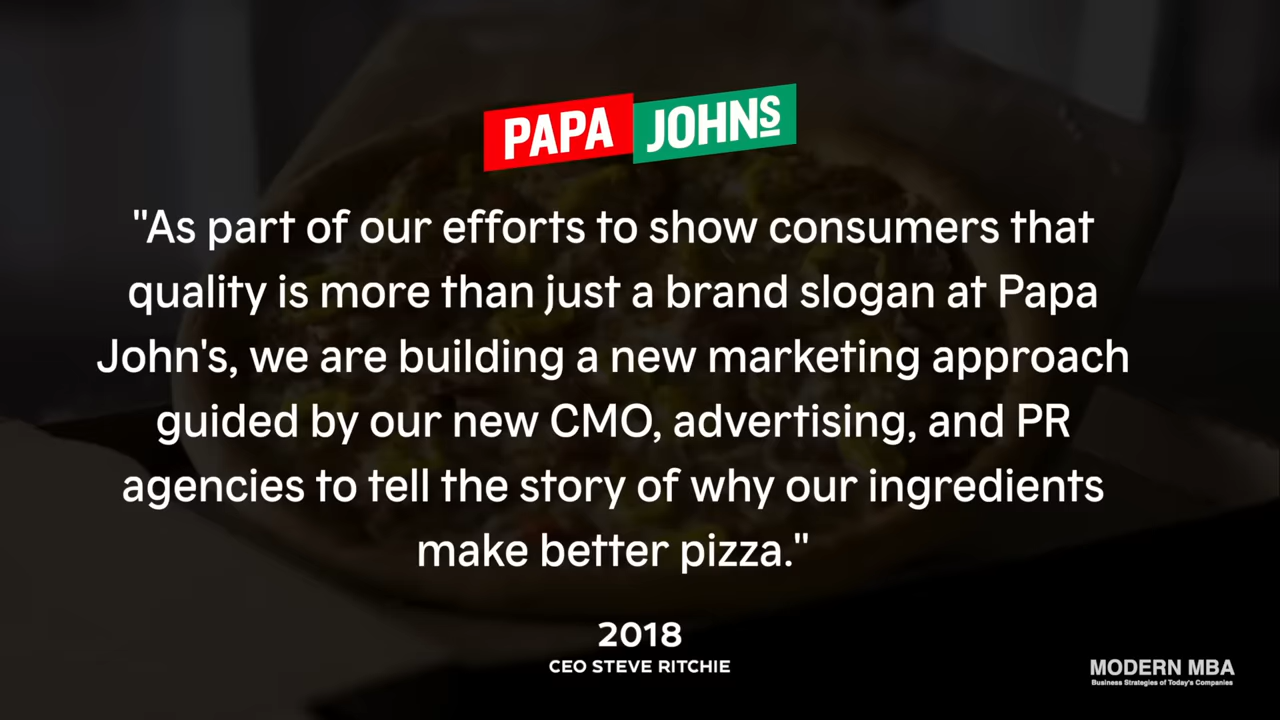 PAPA JOHNS
"As part of our efforts to show consumers that
quality is more than just a brand slogan at Papa
John's, we are building a new marketing approach
guided by our new CMO, advertising, and PR
agencies to tell the story of why our ingredients
make better pizza."
2018
CEO STEVE RITCHIE
MODERN MBA
Business Strategies of Today's Companies